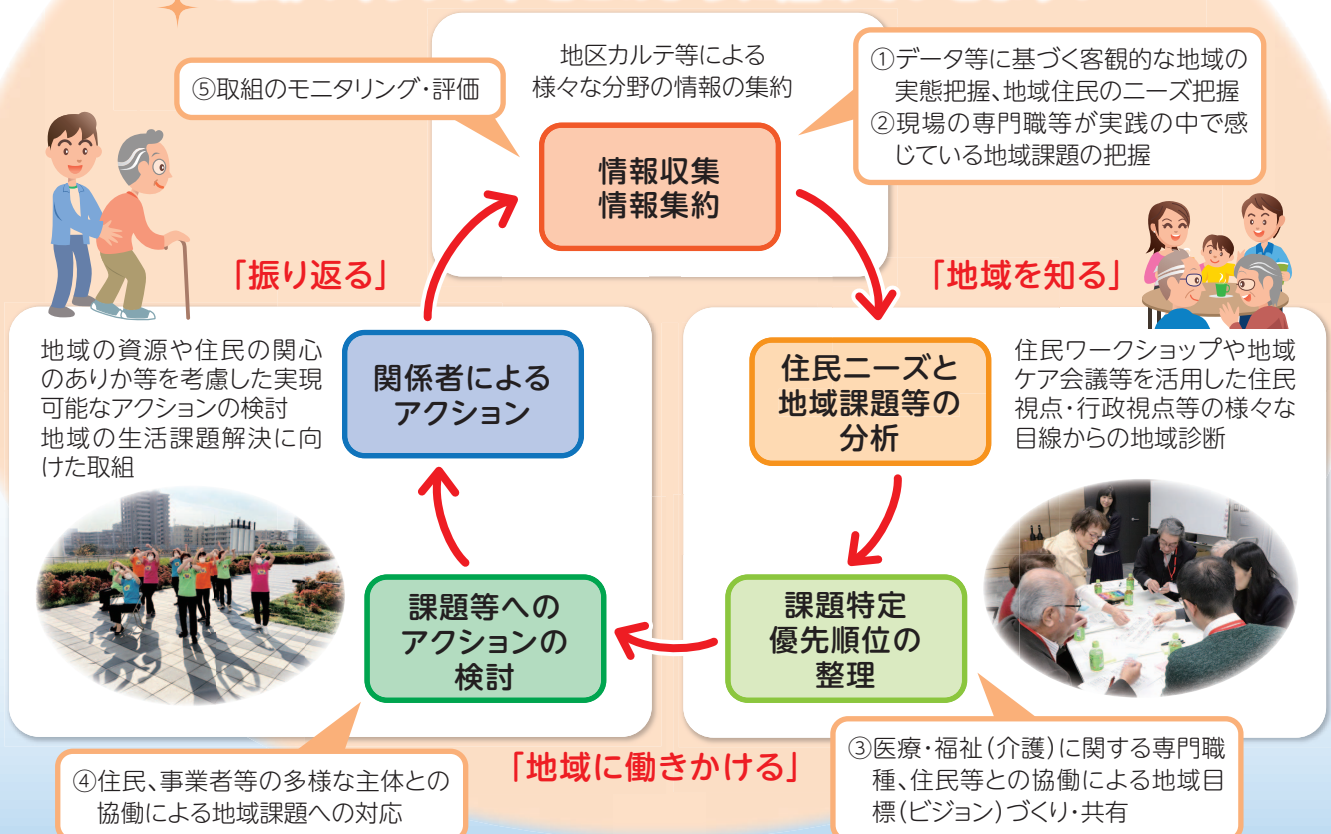 地区カルテ等による
様々な分野の情報の集約
⑤取組のモニタリング・評価
①データ等に基づく客観的な地域の
実態把握、地域住民のニーズ把握
②現場の専門職等が実践の中で感
じている地域課題の把握
情報収集
情報集約
「振り返る」
「地域を知る」
地域の資源や住民の関心
のありか等を考慮した実現
可能なアクションの検討
地域の生活課題解決に向
けた取組
関係者による
アクション
住民ニーズと
地域課題等の
分析
住民ワークショップや地域
ケア会議等を活用した住民
視点・行政視点等の様々な
目線からの地域診断
課題等への
アクションの
検討
課題特定
優先順位の
整理
「地域に働きかける」
④住民、事業者等の多様な主体との
協働による地域課題への対応
③医療・福祉(介護)に関する専門職
種、住民等との協働による地域目
標(ビジョン)づくり・共有